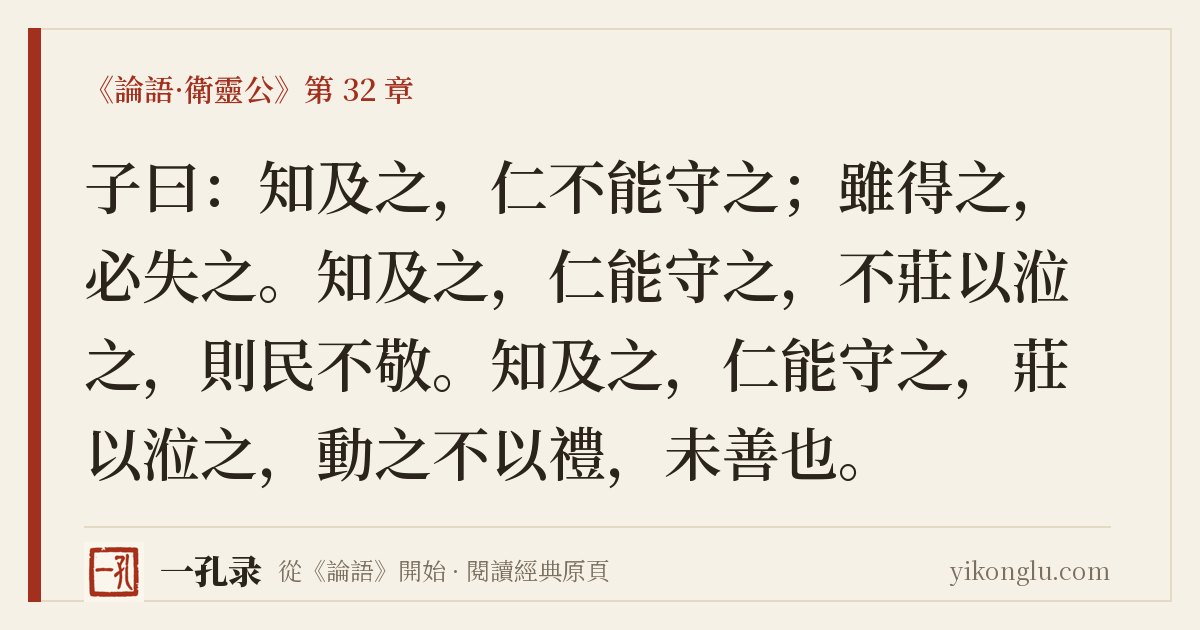 《論語·衛靈公》第 32 章
子曰：知及之，仁不能守之；雖得之，
必失之。知及之，仁能守之，不莊以涖
之，則民不敬。知及之，仁能守之，莊
以涖之，動之不以禮，未善也。
一孔
一孔录 從《論語》開始 · 閱讀經典原頁
yikonglu.com